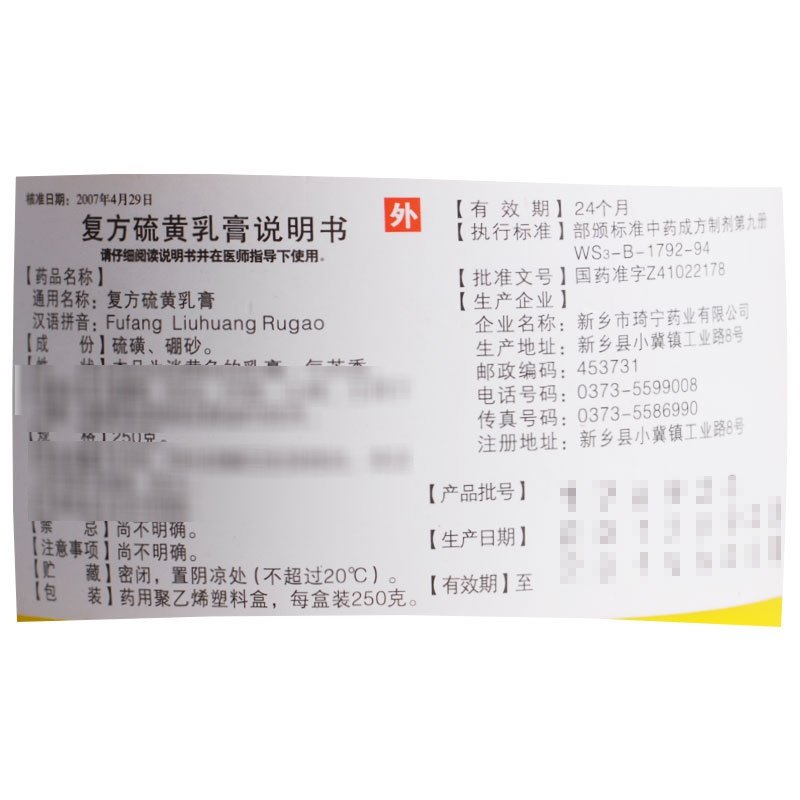 核准日期：2007年4月29日
复方硫黄乳膏说明书
外
请仔细阅读说明书并在医师指导下使用。
【药品名称】
通用名称：复方硫黄乳膏
汉语拼音：Fufang Liuhuang Rugao
【成 份】硫磺、硼砂。
【规 格】250克。
【禁 忌】尚不明确。
【注意事项】尚不明确。
【贮 藏】密闭，置阴凉处（不超过20℃）。
【包 装】药用聚乙烯塑料盒，每盒装250克。
【有 效 期】24个月
【执行标准】部颁标准中药成方制剂第九册
WS3-B-1792-94
【批准文号】国药准字Z41022178
【生产企业】
企业名称：新乡市琦宁药业有限公司
生产地址：新乡县小冀镇工业路8号
邮政编码：453731
电话号码：0373-5599008
传真号码：0373-5586990
注册地址：新乡县小冀镇工业路8号
【产品批号】
【生产日期】
【有效期】至